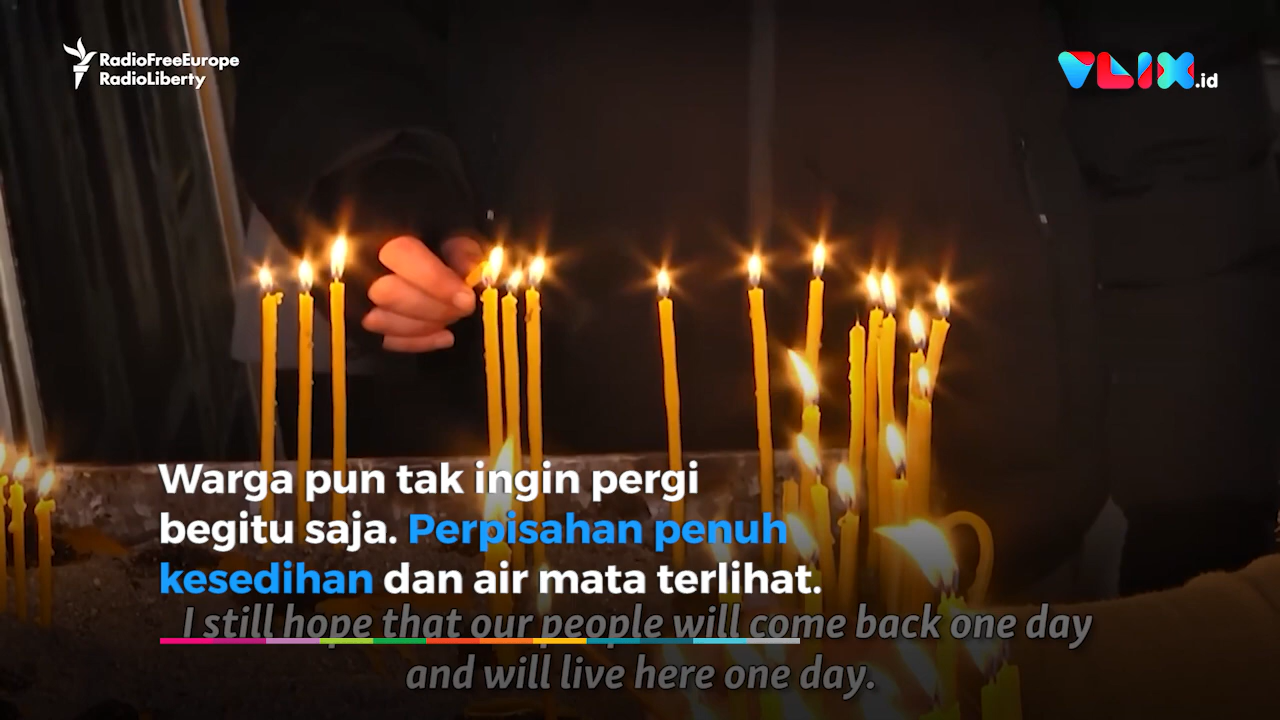 RadioFreeEurope
RadioLiberty
VLIX.id
Warga pun tak ingin pergi
begitu saja. Perpisahan penuh
kesedihan dan air mata terlihat.
I still hope that our people will come back one day
and will live here one day.